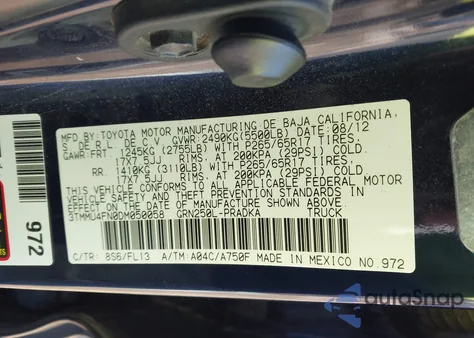 MFD.BY:TOYOTA MOTOR MANUFACTURING DE BAJA CALIFORNIA,
S. DE R.L. DE C.V. GVWR:2490KG(5500LB) DATE:08/12
GAWR·FRT. 1245KG (2755LB) WITH P265/65R17 TIRES,
17X7.5JJ RIMS, AT 200KPA (29PSI) COLD.
RR. 1410KG (3110LB) WITH P265/65R17 TIRES,
17X7.5JJ RIMS, AT 200KPA (29PSI) COLD.
THIS VEHICLE CONFORMS TO ALL APPLICABLE FEDERAL MOTOR
VEHICLE SAFETY AND THEFT PREVENTION STANDARDS IN
EFFECT ON THE DATE OF MANUFACTURE SHOWN ABOVE.
3TMMU4FN0DM050058 GRN250L-PRADKA TRUCK
C/TR: 8S6/FL13 A/TM:A04C/A750F MADE IN MEXICO NO.972
972
autoSnap